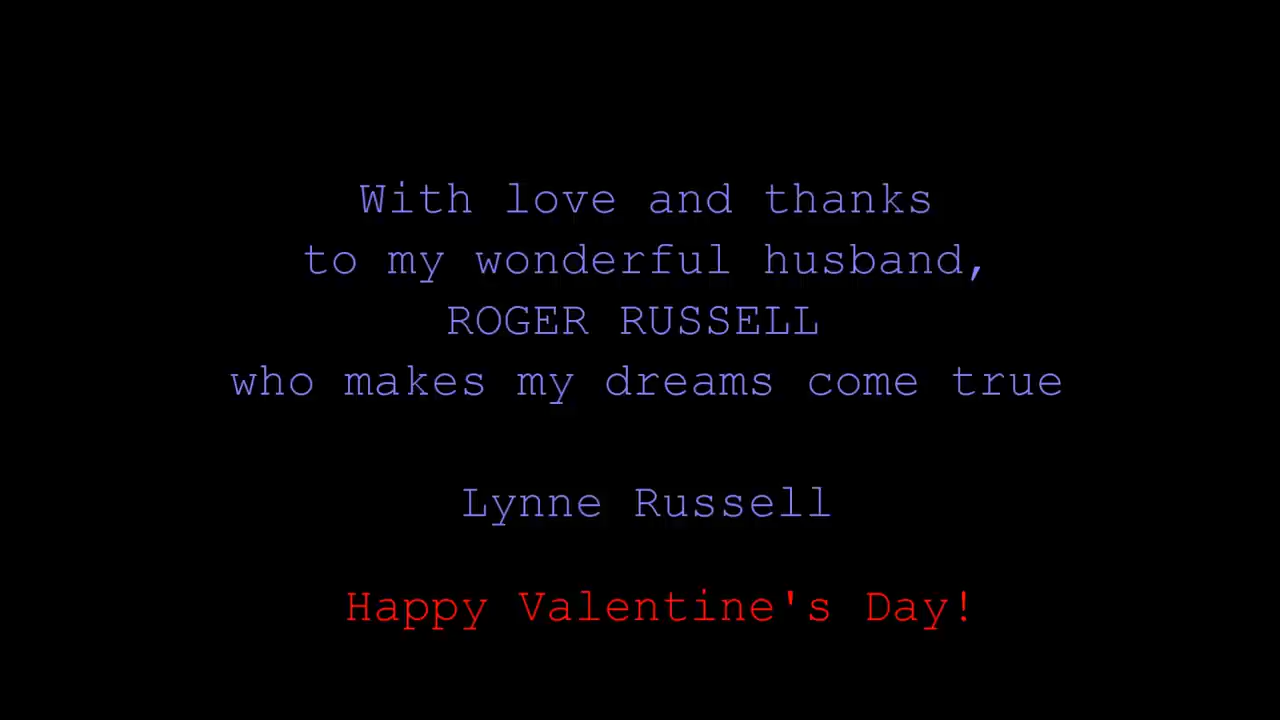 With love and thanks
to my wonderful husband,
ROGER RUSSELL
who makes my dreams come true
Lynne Russell
Happy Valentine's Day!